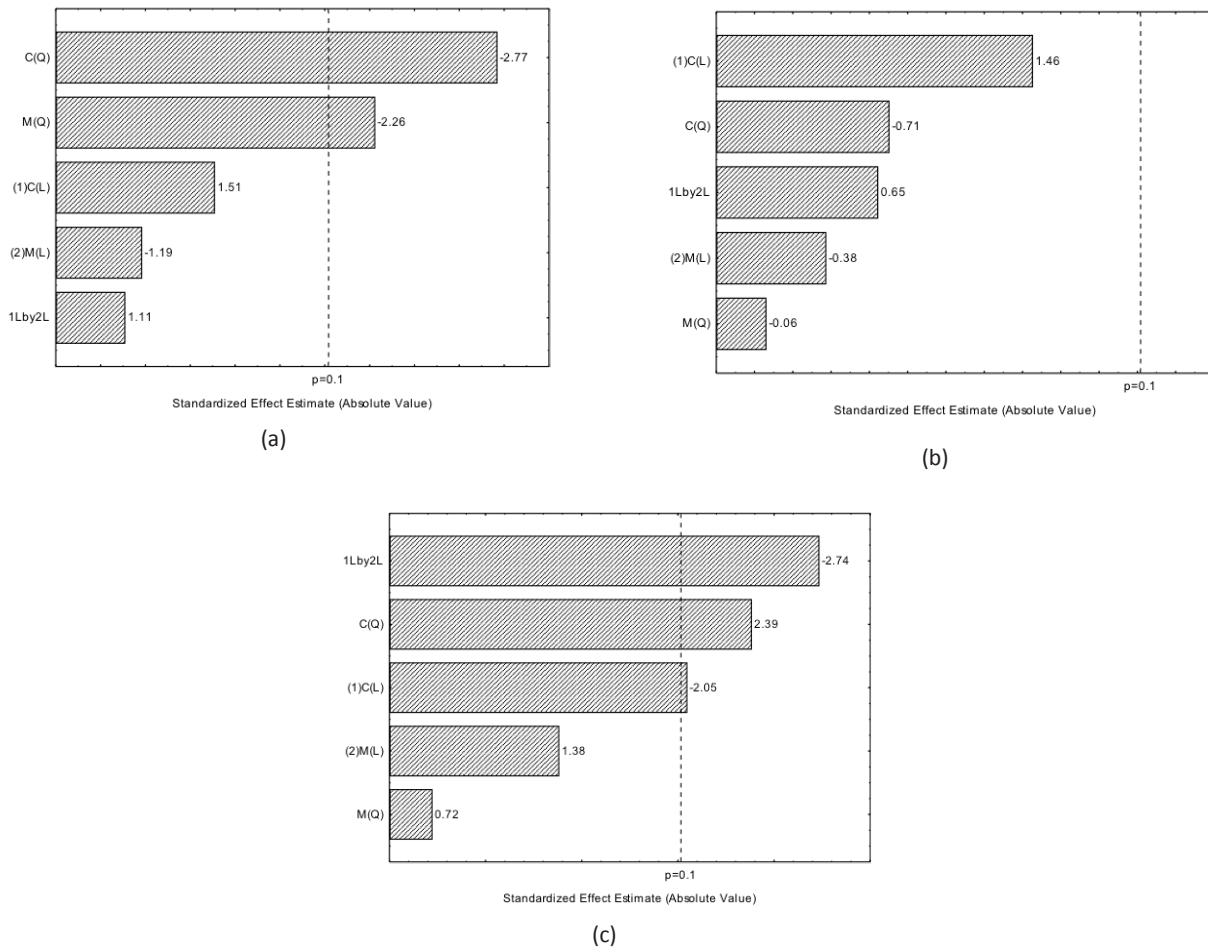 C(Q)
-2.77
M(Q)
-2.26
(1)C(L)
1.51
(2)M(L)
-1.19
1Lby2L
1.11
p=0.1
Standardized Effect Estimate (Absolute Value)
(a)
(1)C(L)
1.46
C(Q)
-0.71
1Lby2L
0.65
(2)M(L)
-0.38
M(Q)
-0.06
p=0.1
Standardized Effect Estimate (Absolute Value)
(b)
1Lby2L
-2.74
C(Q)
2.39
(1)C(L)
-2.05
(2)M(L)
1.38
M(Q)
0.72
p=0.1
Standardized Effect Estimate (Absolute Value)
(c)